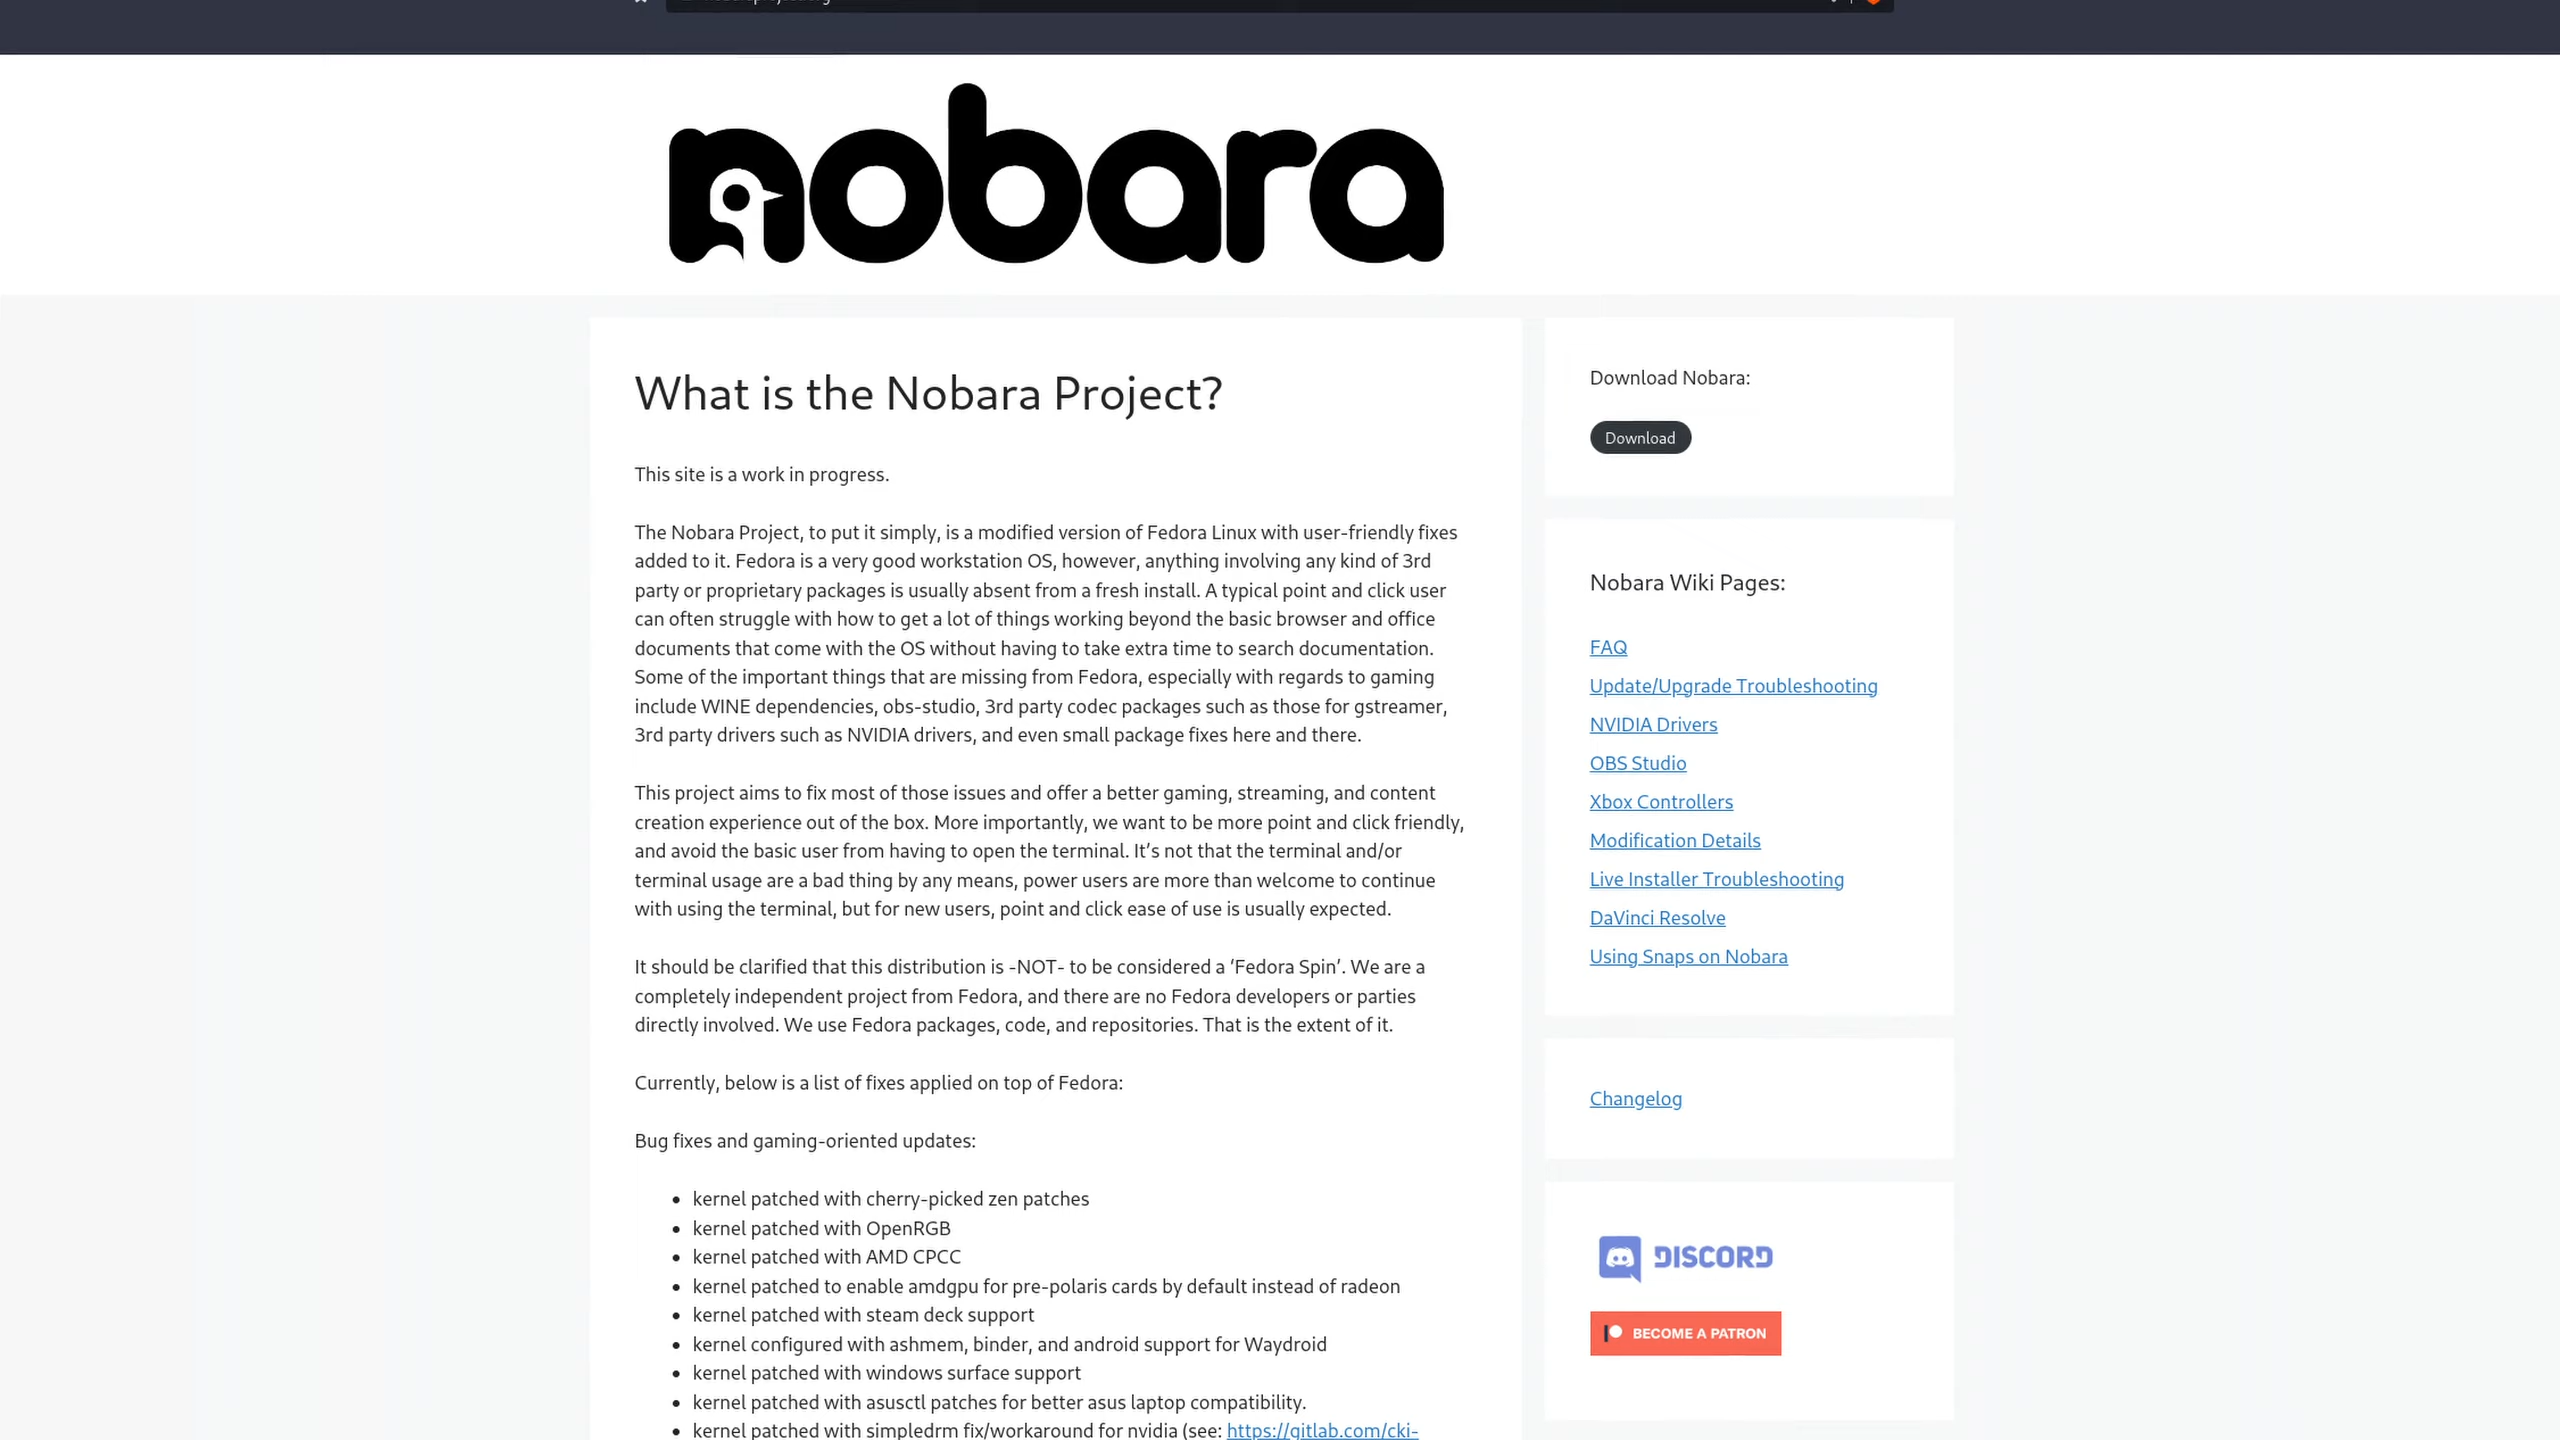 nobara
What is the Nobara Project?
This site is a work in progress.
The Nobara Project, to put it simply, is a modified version of Fedora Linux with user-friendly fixes
added to it. Fedora is a very good workstation OS, however, anything involving any kind of 3rd
party or proprietary packages is usually absent from a fresh install. A typical point and click user
can often struggle with how to get a lot of things working beyond the basic browser and office
documents that come with the OS without having to take extra time to search documentation.
Some of the important things that are missing from Fedora, especially with regards to gaming
include WINE dependencies, obs-studio, 3rd party codec packages such as those for gstreamer,
3rd party drivers such as NVIDIA drivers, and even small package fixes here and there.
This project aims to fix most of those issues and offer a better gaming, streaming, and content
creation experience out of the box. More importantly, we want to be more point and click friendly,
and avoid the basic user from having to open the terminal. It’s not that the terminal and/or
terminal usage are a bad thing by any means, power users are more than welcome to continue
with using the terminal, but for new users, point and click ease of use is usually expected.
It should be clarified that this distribution is -NOT- to be considered a ‘Fedora Spin’. We are a
completely independent project from Fedora, and there are no Fedora developers or parties
directly involved. We use Fedora packages, code, and repositories. That is the extent of it.
Currently, below is a list of fixes applied on top of Fedora:
Bug fixes and gaming-oriented updates:
• kernel patched with cherry-picked zen patches
• kernel patched with OpenRGB
• kernel patched with AMD CPCC
• kernel patched to enable amdgpu for pre-polaris cards by default instead of radeon
• kernel patched with steam deck support
• kernel configured with ashmem, binder, and android support for Waydroid
• kernel patched with windows surface support
• kernel patched with asusctl patches for better asus laptop compatibility.
• kernel patched with simpledrm fix/workaround for nvidia (see: https://gitlab.com/cki-
Download Nobara:
Download
Nobara Wiki Pages:
FAQ
Update/Upgrade Troubleshooting
NVIDIA Drivers
OBS Studio
Xbox Controllers
Modification Details
Live Installer Troubleshooting
DaVinci Resolve
Using Snaps on Nobara
Changelog
DISCORD
BECOME A PATRON